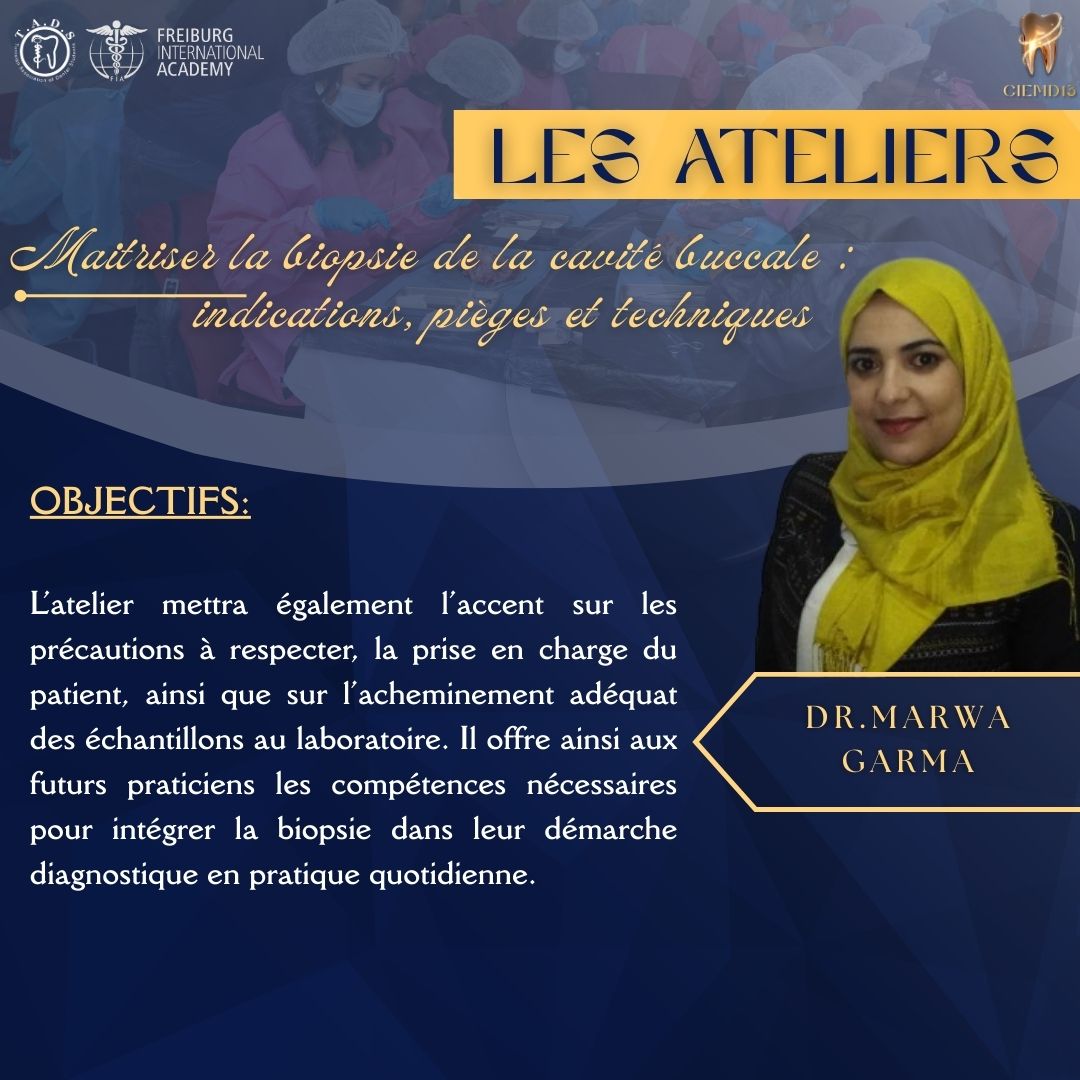 T.A.D.S
FREIBURG
INTERNATIONAL
ACADEMY
FIA
CIEMD15
LES ATELIERS
Maitriser la biopsie de la cavité buccale :
indications, pièges et techniques
OBJECTIFS:
L'atelier mettra également l'accent sur les
précautions à respecter, la prise en charge du
patient, ainsi que sur l'acheminement adéquat
des échantillons au laboratoire. Il offre ainsi aux
futurs praticiens les compétences nécessaires
pour intégrer la biopsie dans leur démarche
diagnostique en pratique quotidienne.
DR.MARWA
GARMA